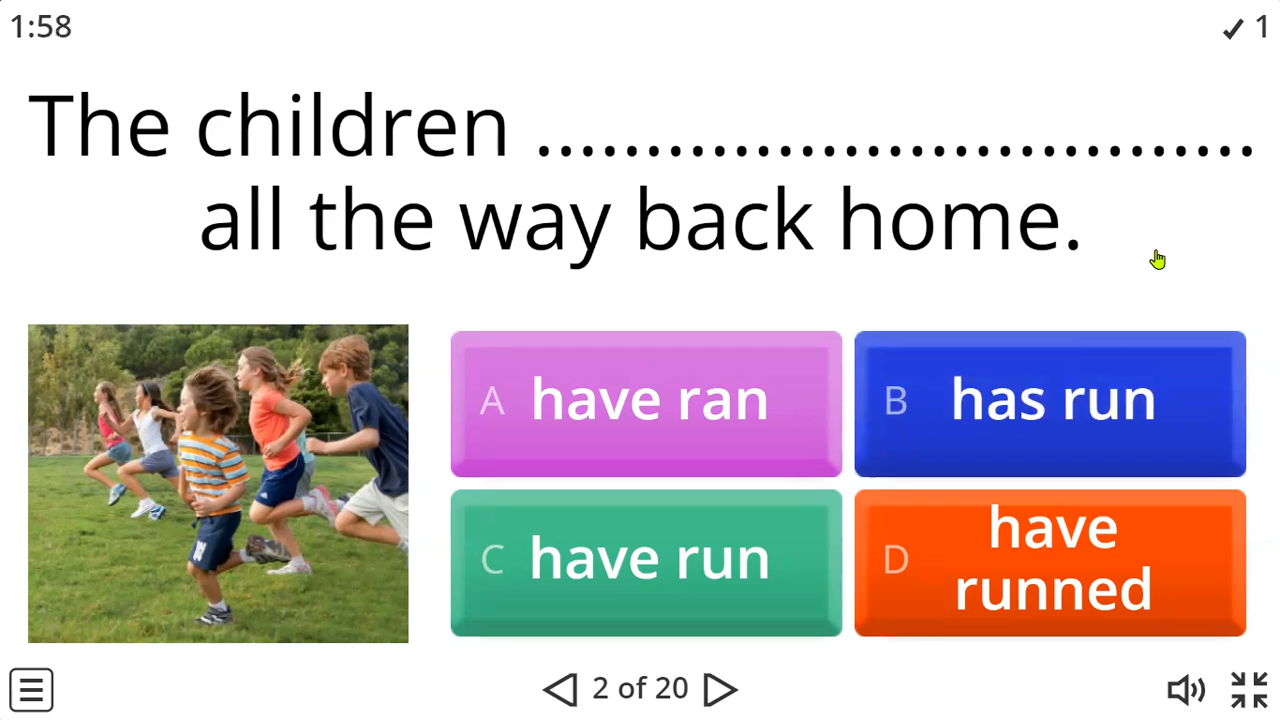 1:58
✓ 1
The children .................................
all the way back home.
A have ran
B has run
C have run
D have
runned
2 of 20